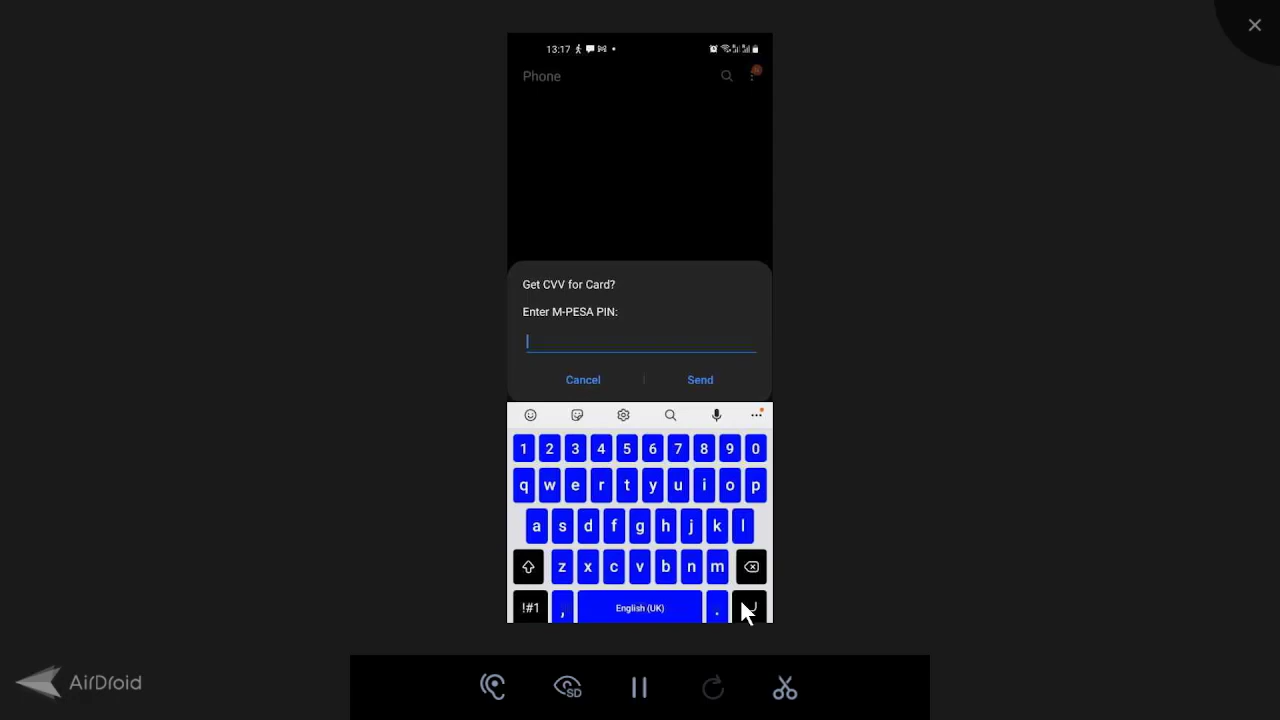 13:17
Phone
N
Get CVV for Card?
Enter M-PESA PIN:
Cancel
Send
1 2 3 4 5 6 7 8 9 0
q w e r t y u i o p
a s d f g h j k l
z x c v b n m
!#1 , English (UK) .
SD
AirDroid